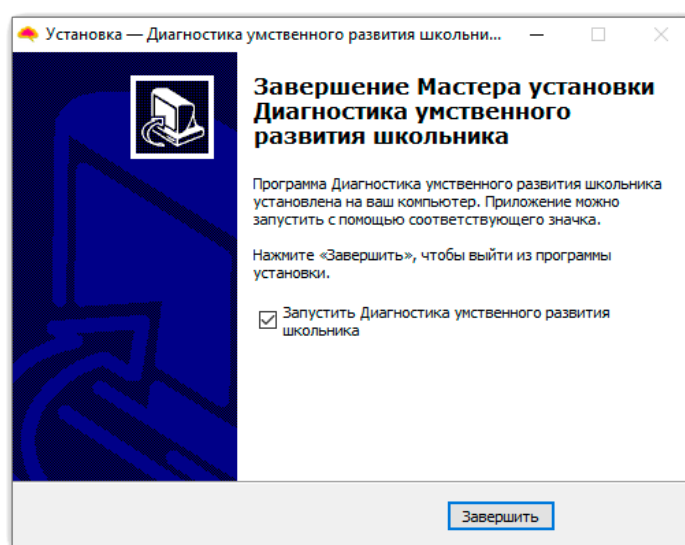 Установка — Диагностика умственного развития школьни...
Завершение Мастера установки
Диагностика умственного
развития школьника
Программа Диагностика умственного развития школьника
установлена на ваш компьютер. Приложение можно
запустить с помощью соответствующего значка.
Нажмите «Завершить», чтобы выйти из программы
установки.
Запустить Диагностика умственного развития
школьника
Завершить